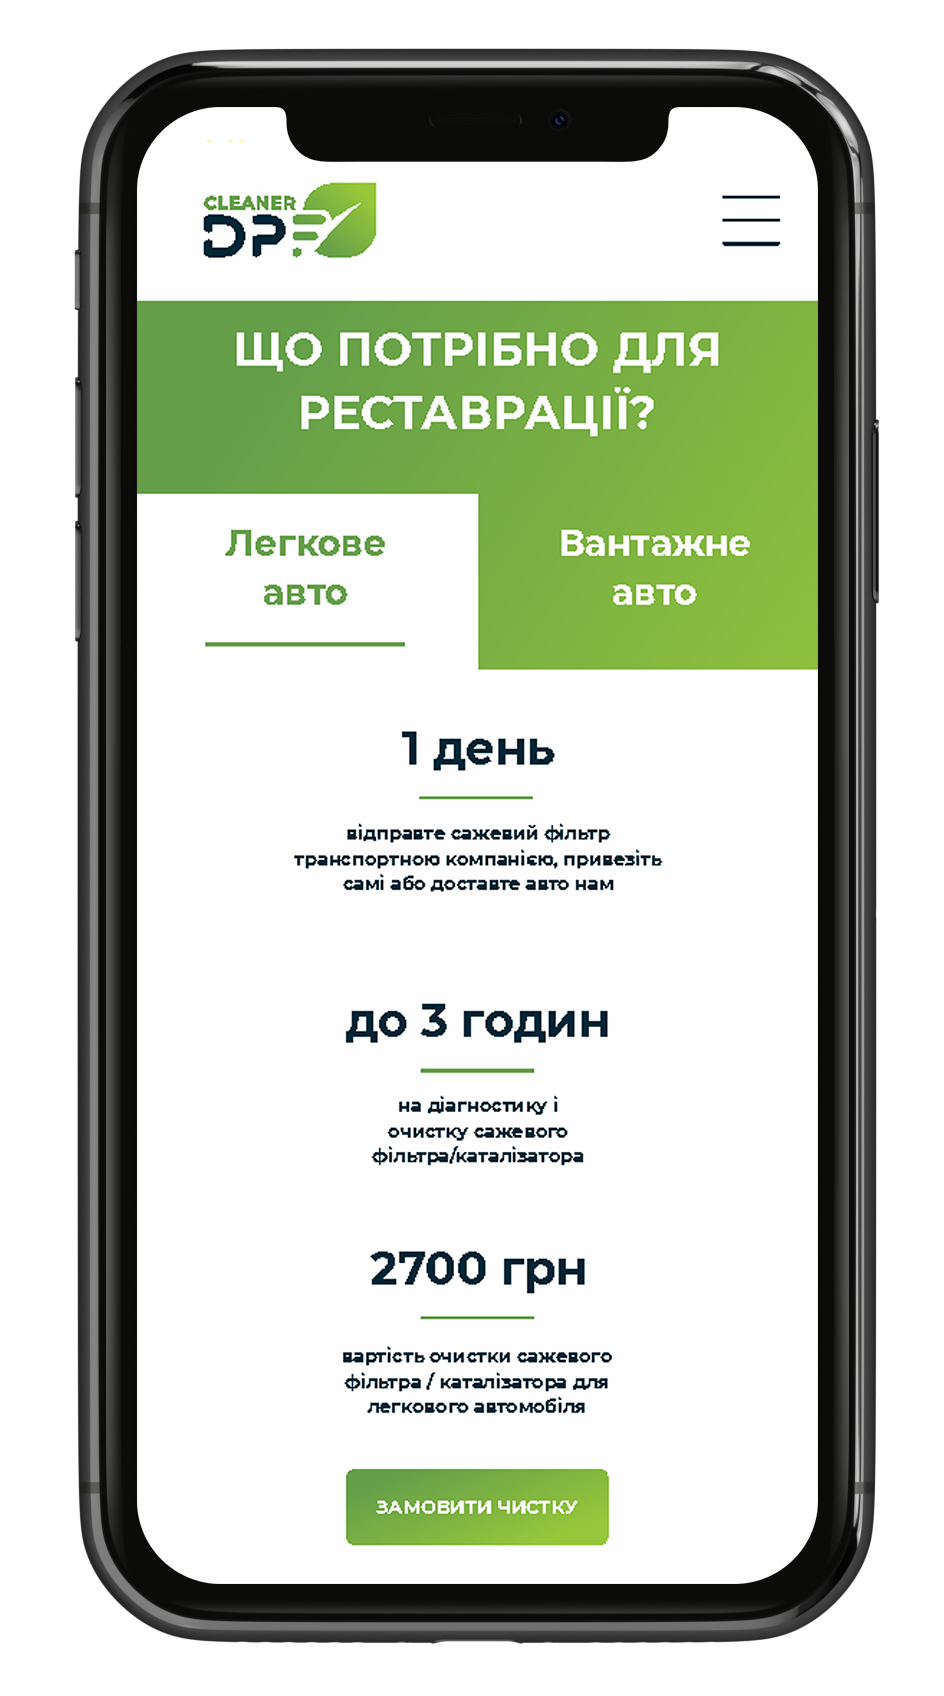 CLEANER
DPF
ЩО ПОТРІБНО ДЛЯ
РЕСТАВРАЦІЇ?
Легкове
авто
Вантажне
авто
1 день
відправте сажевий фільтр
транспортною компанією, привезіть
самі або доставте авто нам
до 3 годин
на діагностику і
очистку сажевого
фільтра/каталізатора
2700 грн
вартість очистки сажевого
фільтра / каталізатора для
легкового автомобіля
ЗАМОВИТИ ЧИСТКУ